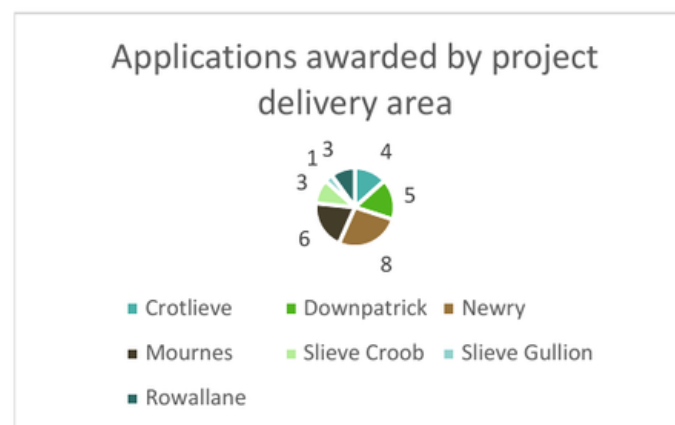 Applications awarded by project
delivery area
3
1
4
3
5
6
8
Crotlieve
Downpatrick
Newry
Mournes
Slieve Croob
Slieve Gullion
Rowallane